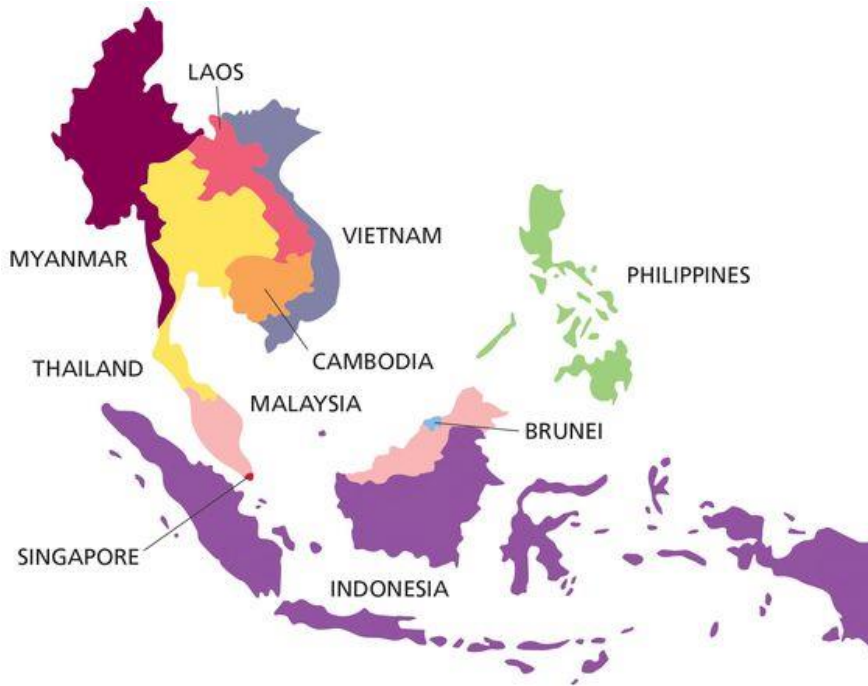 LAOS
VIETNAM
MYANMAR
PHILIPPINES
CAMBODIA
THAILAND
MALAYSIA
BRUNEI
SINGAPORE
INDONESIA